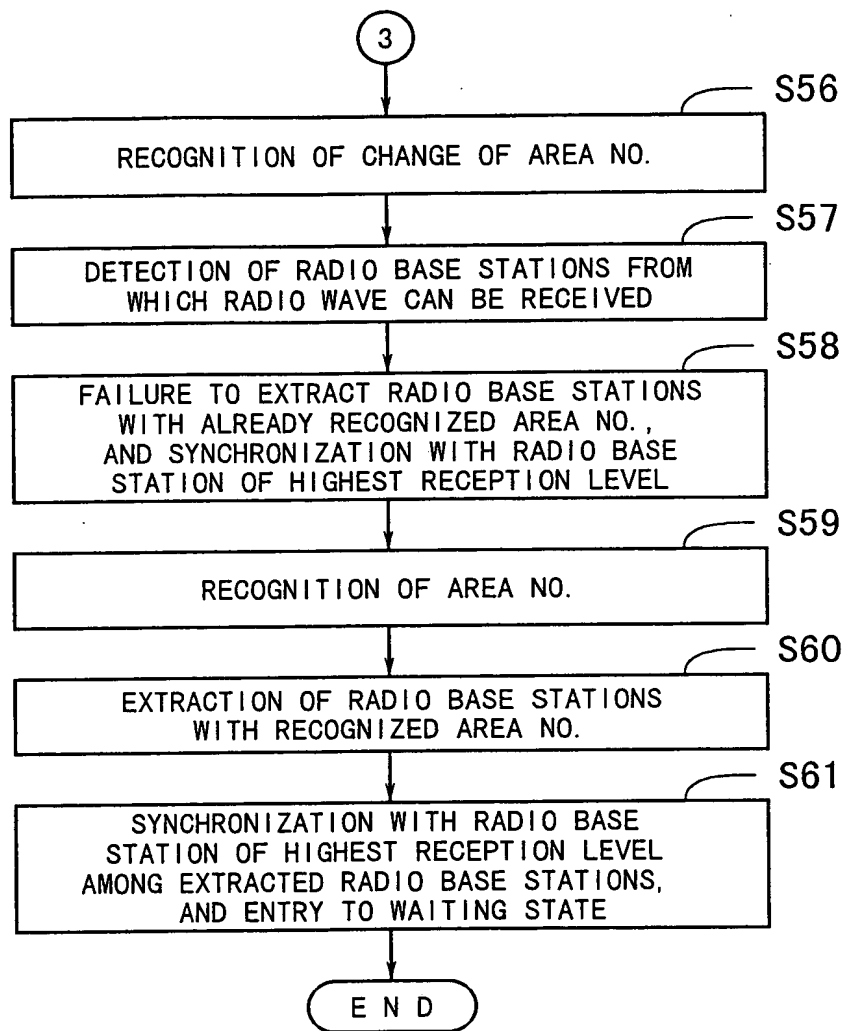 3
S56
RECOGNITION OF CHANGE OF AREA NO.
S57
DETECTION OF RADIO BASE STATIONS FROM
WHICH RADIO WAVE CAN BE RECEIVED
S58
FAILURE TO EXTRACT RADIO BASE STATIONS
WITH ALREADY RECOGNIZED AREA NO.,
AND SYNCHRONIZATION WITH RADIO BASE
STATION OF HIGHEST RECEPTION LEVEL
S59
RECOGNITION OF AREA NO.
S60
EXTRACTION OF RADIO BASE STATIONS
WITH RECOGNIZED AREA NO.
S61
SYNCHRONIZATION WITH RADIO BASE
STATION OF HIGHEST RECEPTION LEVEL
AMONG EXTRACTED RADIO BASE STATIONS,
AND ENTRY TO WAITING STATE
END